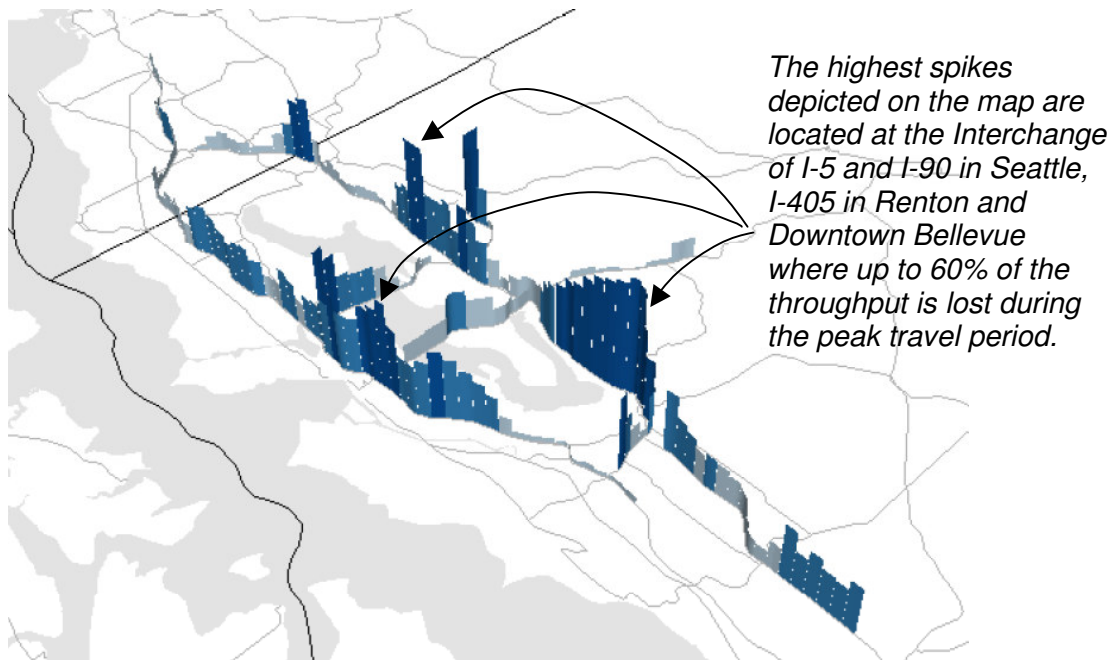 The highest spikes
depicted on the map are
located at the Interchange
of I-5 and I-90 in Seattle,
I-405 in Renton and
Downtown Bellevue
where up to 60% of the
throughput is lost during
the peak travel period.